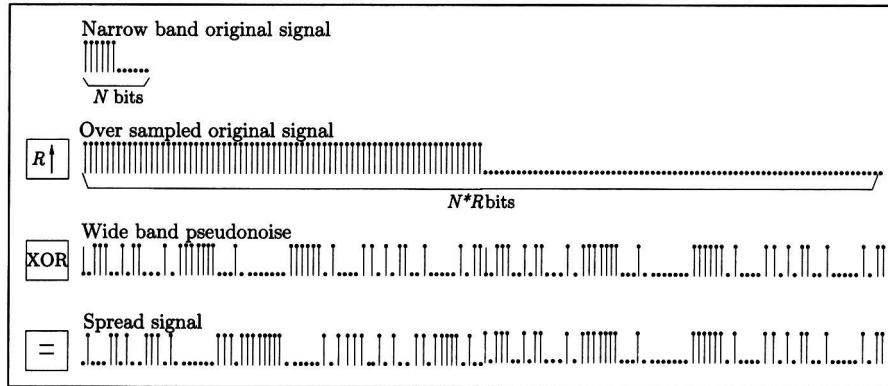 Narrow band original signal
N bits
Over sampled original signal
R
N*R bits
Wide band pseudonoise
XOR
Spread signal
=